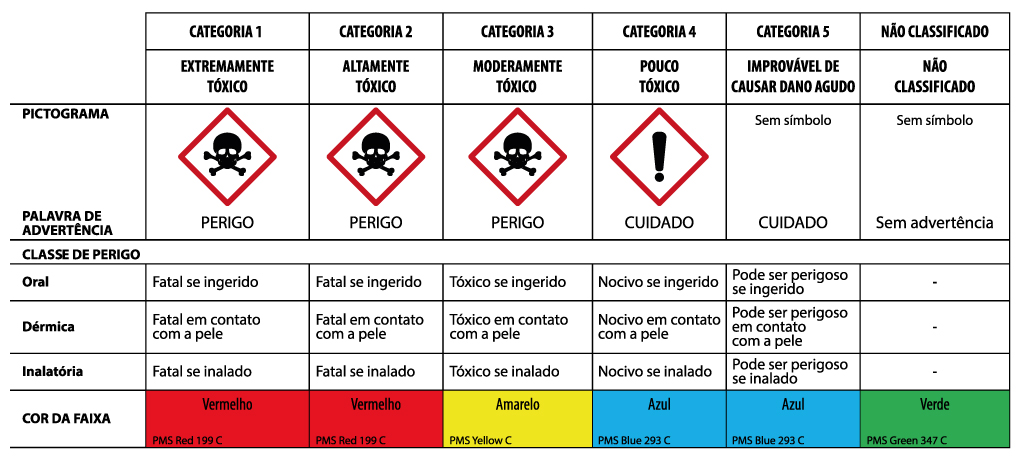 CATEGORIA 1 CATEGORIA 2 CATEGORIA 3 CATEGORIA 4 CATEGORIA 5 NÃO CLASSIFICADO
EXTREMAMENTE TÓXICO
ALTAMENTE TÓXICO
MODERAMENTE TÓXICO
POUCO TÓXICO
IMPROVÁVEL DE CAUSAR DANO AGUDO
NÃO CLASSIFICADO
PICTOGRAMA
Sem símbolo Sem símbolo
PALAVRA DE ADVERTÊNCIA
PERIGO PERIGO PERIGO CUIDADO CUIDADO Sem advertência
CLASSE DE PERIGO
Oral
Fatal se ingerido
Fatal se ingerido
Tóxico se ingerido
Nocivo se ingerido
Pode ser perigoso
se ingerido
-
Dérmica
Fatal em contato
com a pele
Fatal em contato
com a pele
Tóxico em contato
com a pele
Nocivo em contato
com a pele
Pode ser perigoso
em contato
com a pele
-
Inalatória
Fatal se inalado
Fatal se inalado
Tóxico se inalado
Nocivo se inalado
Pode ser perigoso
se inalado
-
COR DA FAIXA
Vermelho
PMS Red 199 C
Vermelho
PMS Red 199 C
Amarelo
PMS Yellow C
Azul
PMS Blue 293 C
Azul
PMS Blue 293 C
Verde
PMS Green 347 C